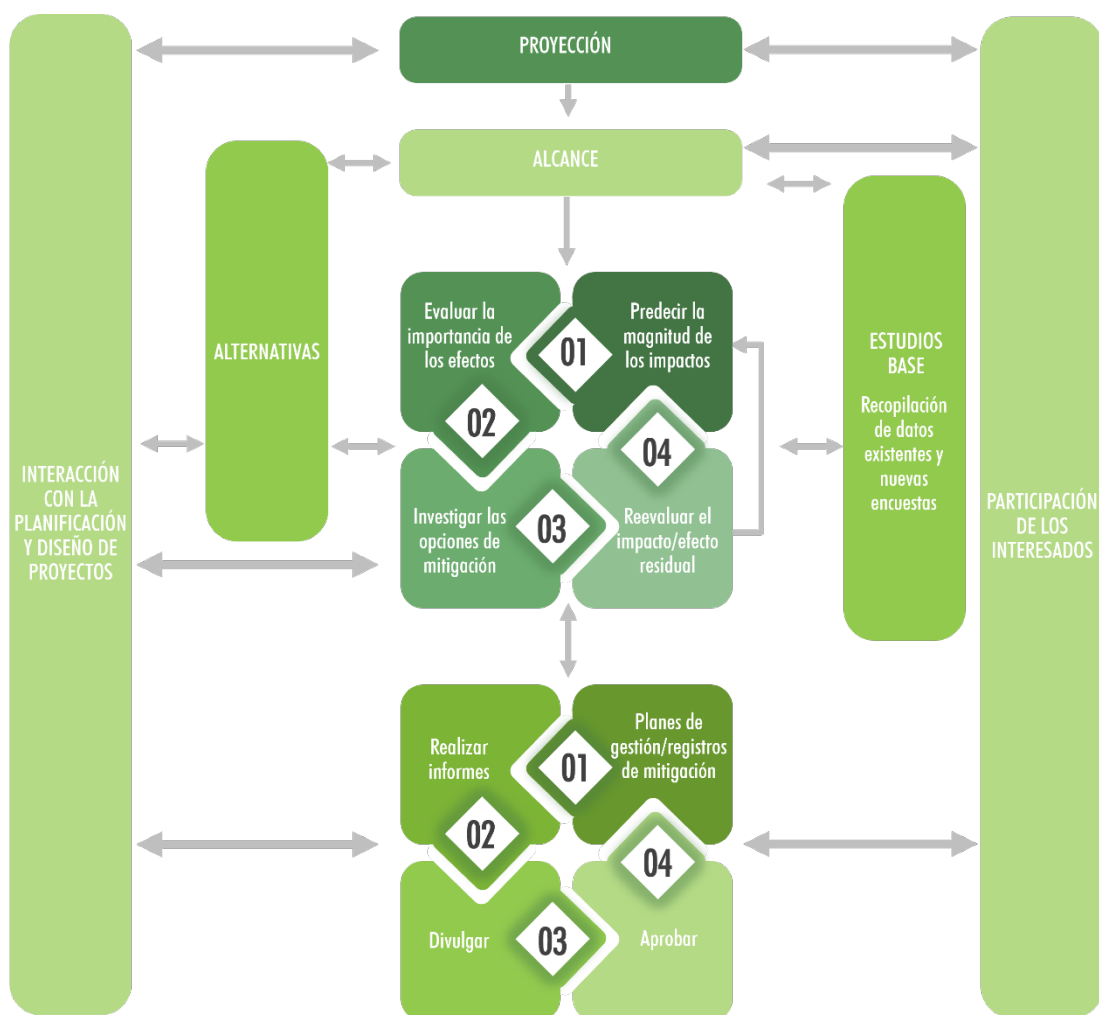 PROYECCIÓN
ALCANCE
ALTERNATIVAS
INTERACCIÓN
CON LA
PLANIFICACIÓN
Y DISEÑO DE
PROYECTOS
Evaluar la
importancia de
los efectos
01
Predecir la
magnitud de
los impactos
02
04
Investigar las
opciones de
mitigación
03
Reevaluar el
impacto/efecto
residual
ESTUDIOS
BASE
Recopilación
de datos
existentes y
nuevas
encuestas
PARTICIPACIÓN
DE LOS
INTERESADOS
Realizar
informes
01
Planes de
gestión/registros
de mitigación
02
04
Divulgar
03
Aprobar